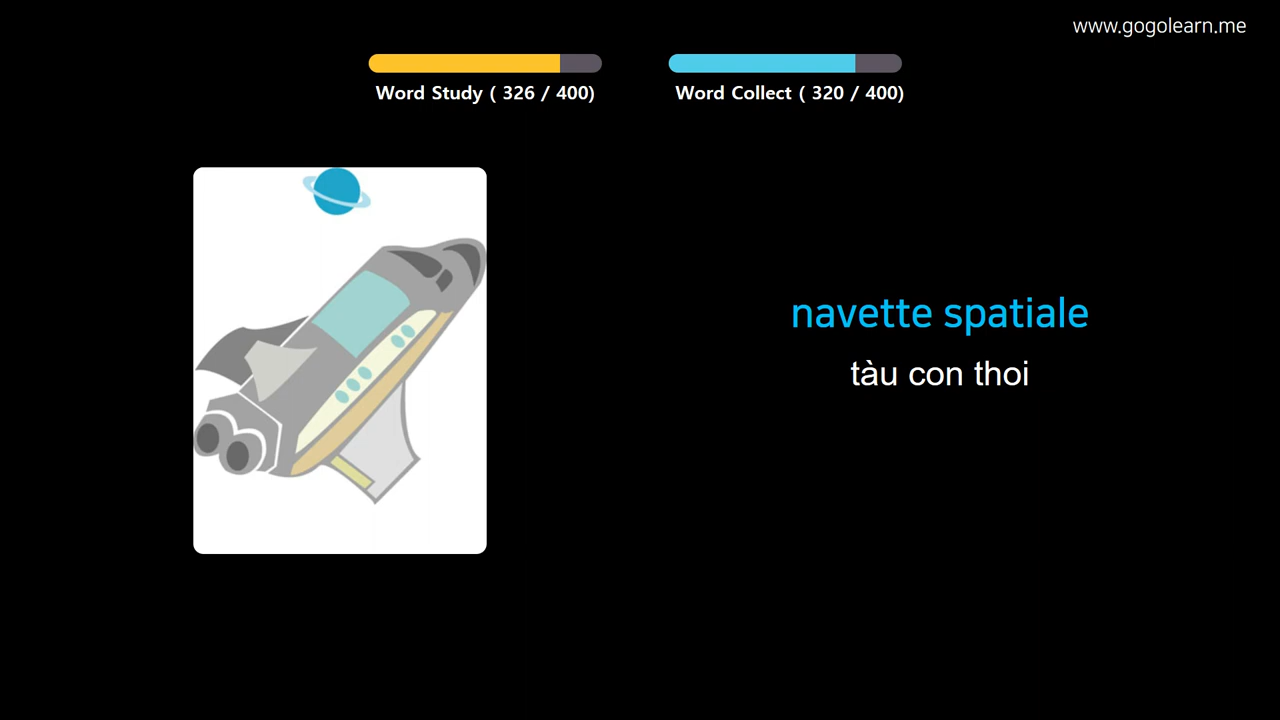 www.gogolearn.me
Word Study ( 326 / 400)
Word Collect ( 320 / 400)
navette spatiale
tàu con thoi